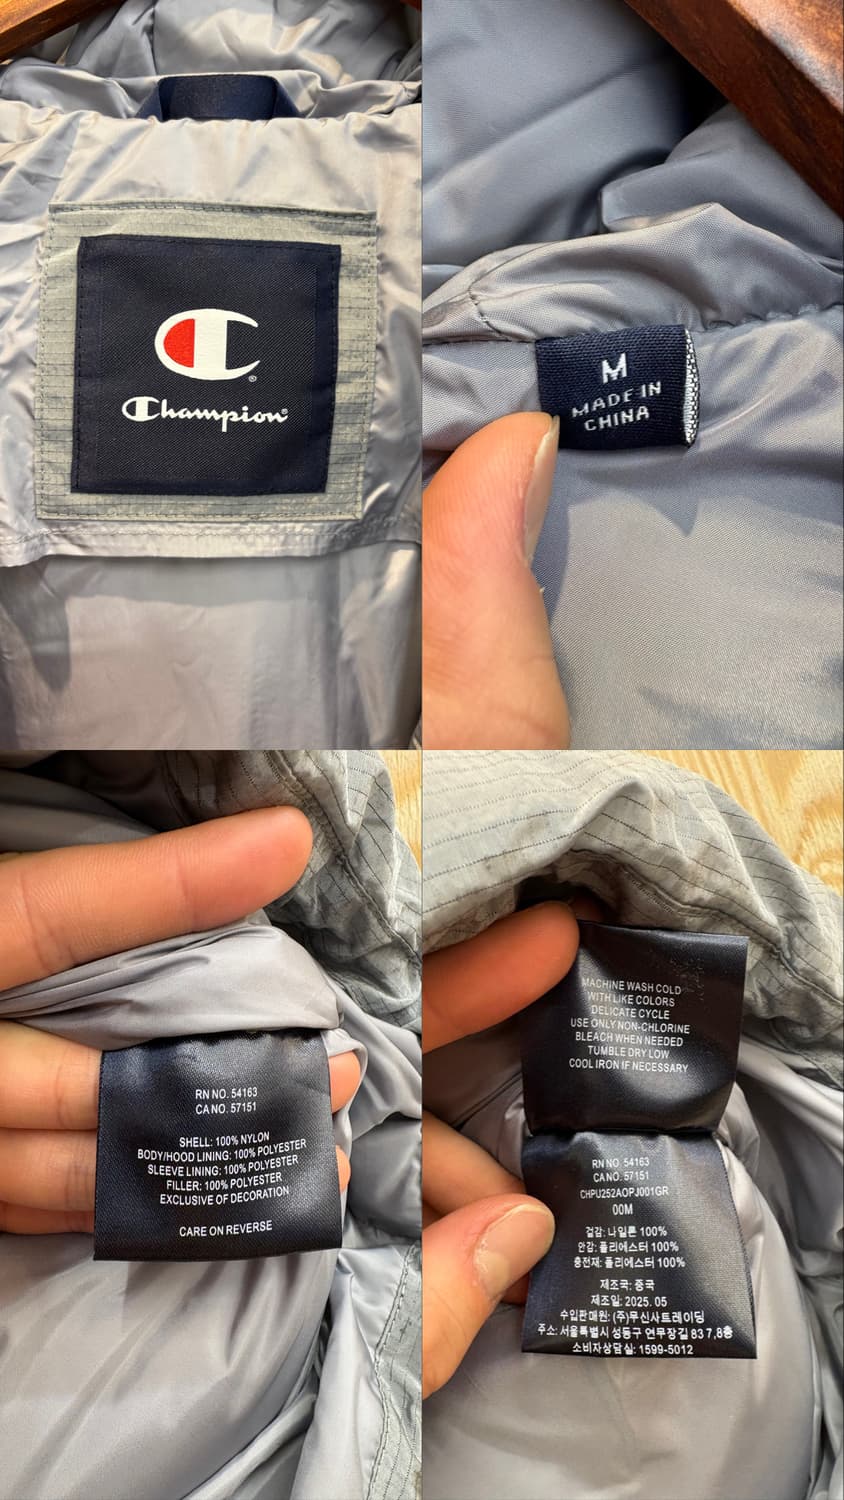 Champion®
M
MADE IN
CHINA
RN NO. 54163
CA NO. 57151
SHELL: 100% NYLON
BODY/HOOD LINING: 100% POLYESTER
SLEEVE LINING: 100% POLYESTER
FILLER: 100% POLYESTER
EXCLUSIVE OF DECORATION
CARE ON REVERSE
MACHINE WASH COLD
WITH LIKE COLORS
DELICATE CYCLE
USE ONLY NON-CHLORINE
BLEACH WHEN NEEDED
TUMBLE DRY LOW
COOL IRON IF NECESSARY
RN NO. 54163
CA NO. 57151
CHPU252AOPJ001GR
00M
겉감: 나일론 100%
안감: 폴리에스터 100%
충전재: 폴리에스터 100%
제조국: 중국
제조일: 2025. 05
수입판매원: (주)무신사트레이딩
주소: 서울특별시 성동구 연무장길 83 7,8층
소비자상담실: 1599-5012